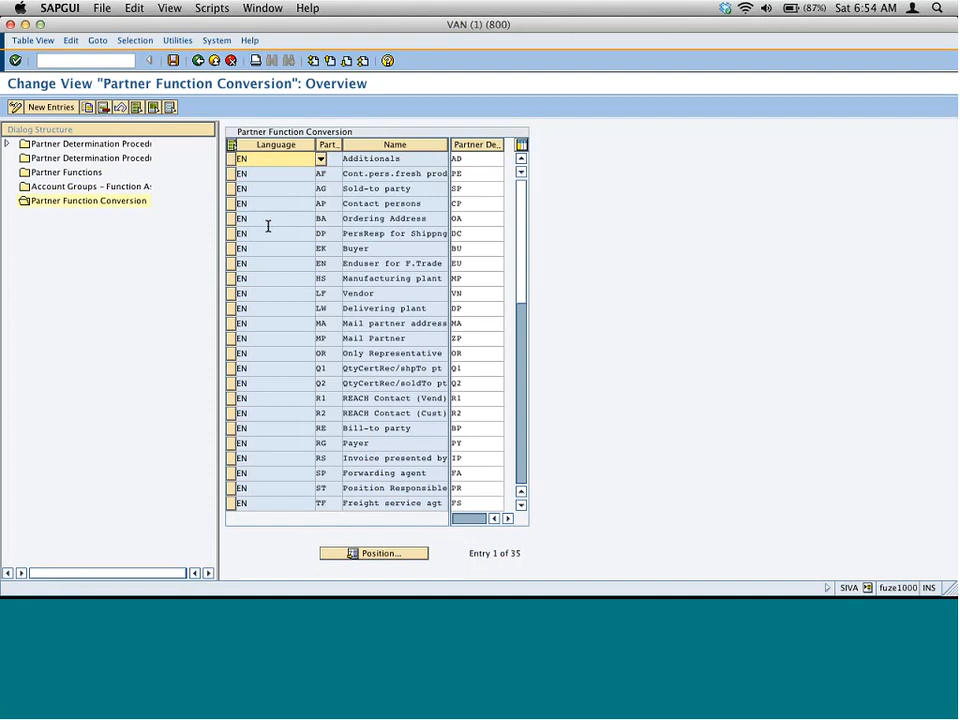 SAPGUI File Edit View Scripts Window Help (87%) Sat 6:54 AM
VAN (1) (800)
Table View Edit Goto Selection Utilities System Help
Change View "Partner Function Conversion": Overview
New Entries
Dialog Structure
Partner Determination Procedu
Partner Determination Procedu
Partner Functions
Account Groups - Function As
Partner Function Conversion
Partner Function Conversion
Language Part.. Name Partner De..
EN Additionals AD
EN AF Cont.pers.fresh prod PE
EN AG Sold-to party SP
EN AP Contact persons CP
EN BA Ordering Address OA
EN DP PersResp for Shippng DC
EN EK Buyer BU
EN EN Enduser for F.Trade EU
EN HS Manufacturing plant MP
EN LF Vendor VN
EN LW Delivering plant DP
EN MA Mail partner address MA
EN MP Mail Partner ZP
EN OR Only Representative OR
EN Q1 QtyCertRec/shpTo pt Q1
EN Q2 QtyCertRec/soldTo pt Q2
EN R1 REACH Contact (Vend) R1
EN R2 REACH Contact (Cust) R2
EN RE Bill-to party BP
EN RG Payer PY
EN RS Invoice presented by IP
EN SP Forwarding agent FA
EN ST Position Responsible PR
EN TF Freight service agt FS
Position... Entry 1 of 35
SIVA fuze1000 INS